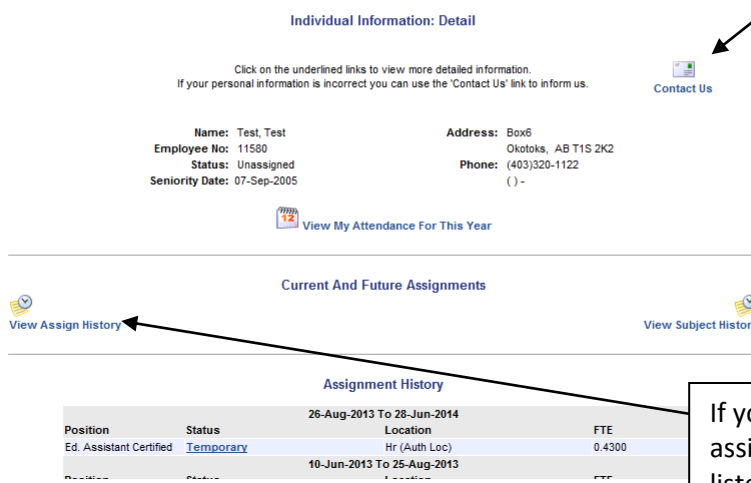 Individual Information: Detail
Click on the underlined links to view more detailed information.
If your personal information is incorrect you can use the 'Contact Us' link to inform us.
Contact Us
Name: Test, Test Address: Box6
Employee No: 11580 Okotoks, AB T1S 2K2
Status: Unassigned Phone: (403)320-1122
Seniority Date: 07-Sep-2005 ( ) -
12 View My Attendance For This Year
Current And Future Assignments
View Assign History View Subject Histor
Assignment History
26-Aug-2013 To 28-Jun-2014
Position Status Location FTE
Ed. Assistant Certified Temporary Hr (Auth Loc) 0.4300
10-Jun-2013 To 25-Aug-2013
Position Status Location FTE
If yo
assi
liste